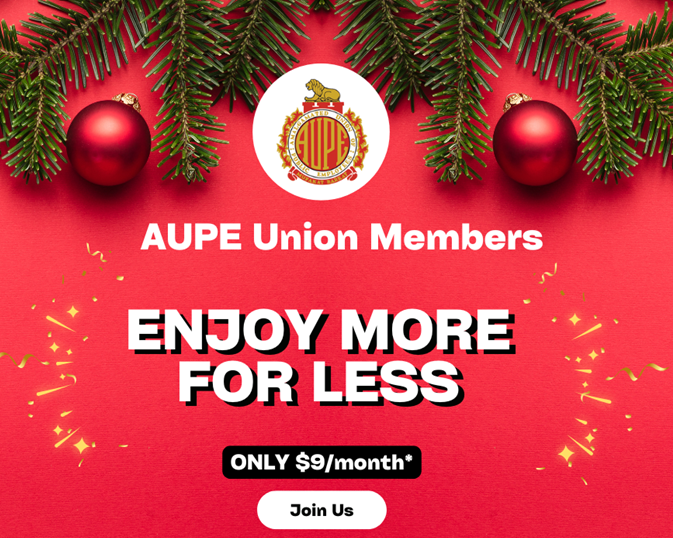 AUPE
AUPE Union Members
ENJOY MORE
FOR LESS
ONLY $9/month*
Join Us